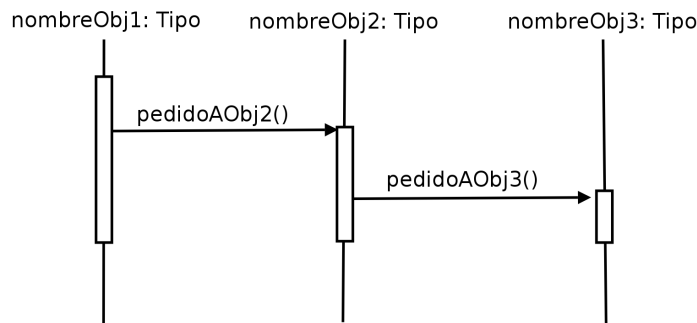 nombreObj1: Tipo
nombreObj2: Tipo
nombreObj3: Tipo
pedidoAObj2()
pedidoAObj3()